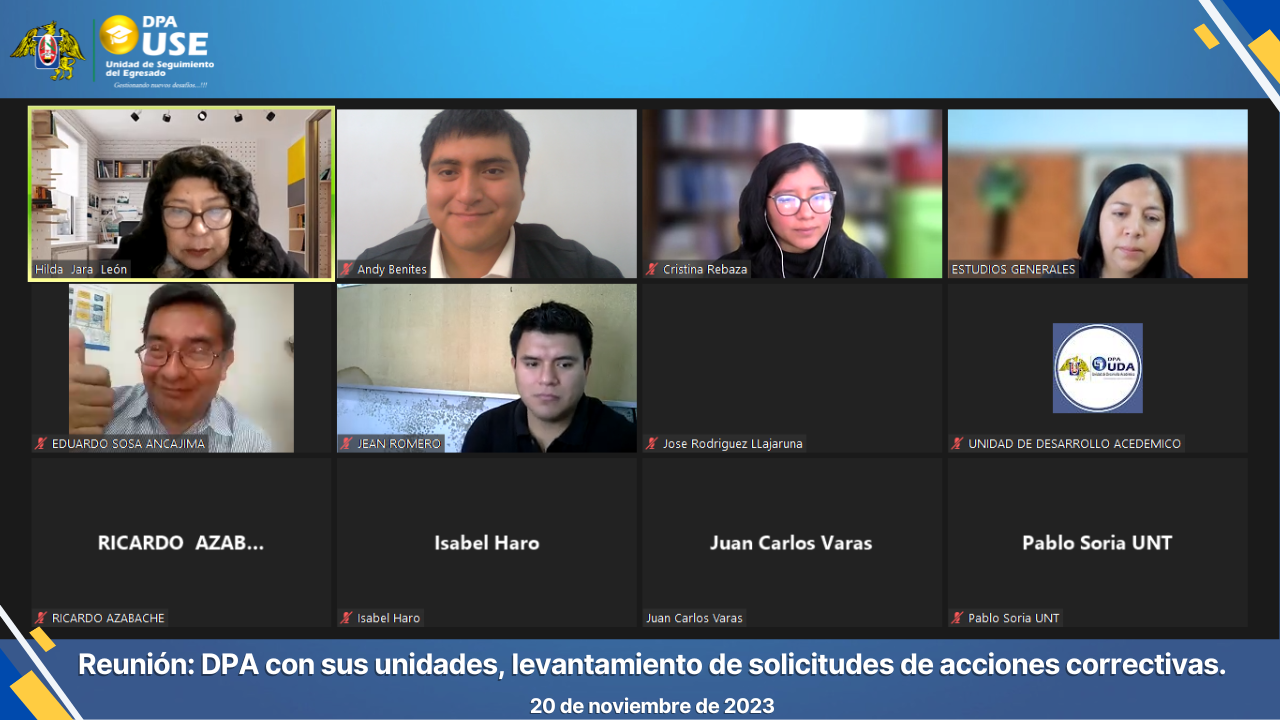 DPA
USE
Unidad de Seguimiento
del Egresado
Gestionando nuevos desafíos...!!!
Hilda Jara León
Andy Benites
Cristina Rebaza
ESTUDIOS GENERALES
EDUARDO SOSA ANCAJIMA
JEAN ROMERO
Jose Rodriguez LLajaruna
DPA
UDA
UNIDAD DE DESARROLLO ACEDEMICO
RICARDO AZAB...
Isabel Haro
Juan Carlos Varas
Pablo Soria UNT
RICARDO AZABACHE
Isabel Haro
Juan Carlos Varas
Pablo Soria UNT
Reunión: DPA con sus unidades, levantamiento de solicitudes de acciones correctivas.
20 de noviembre de 2023